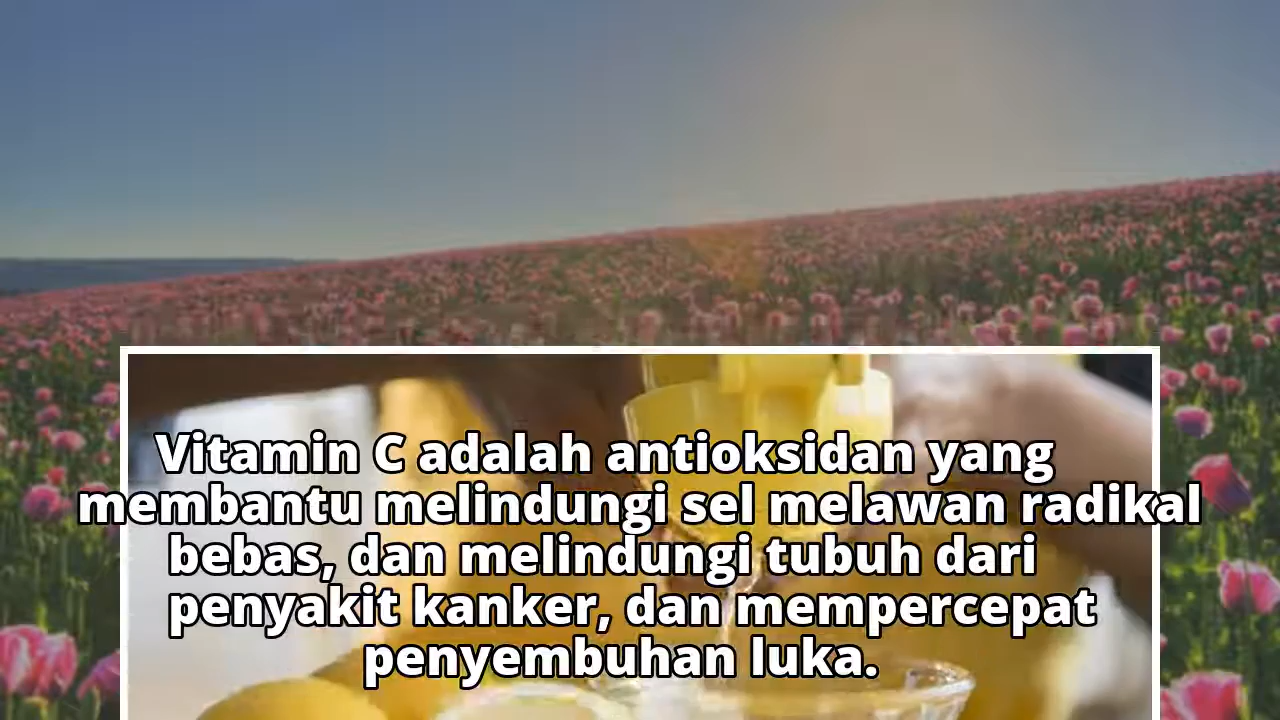 Vitamin C adalah antioksidan yang
membantu melindungi sel melawan radikal
bebas, dan melindungi tubuh dari
penyakit kanker, dan mempercepat
penyembuhan luka.